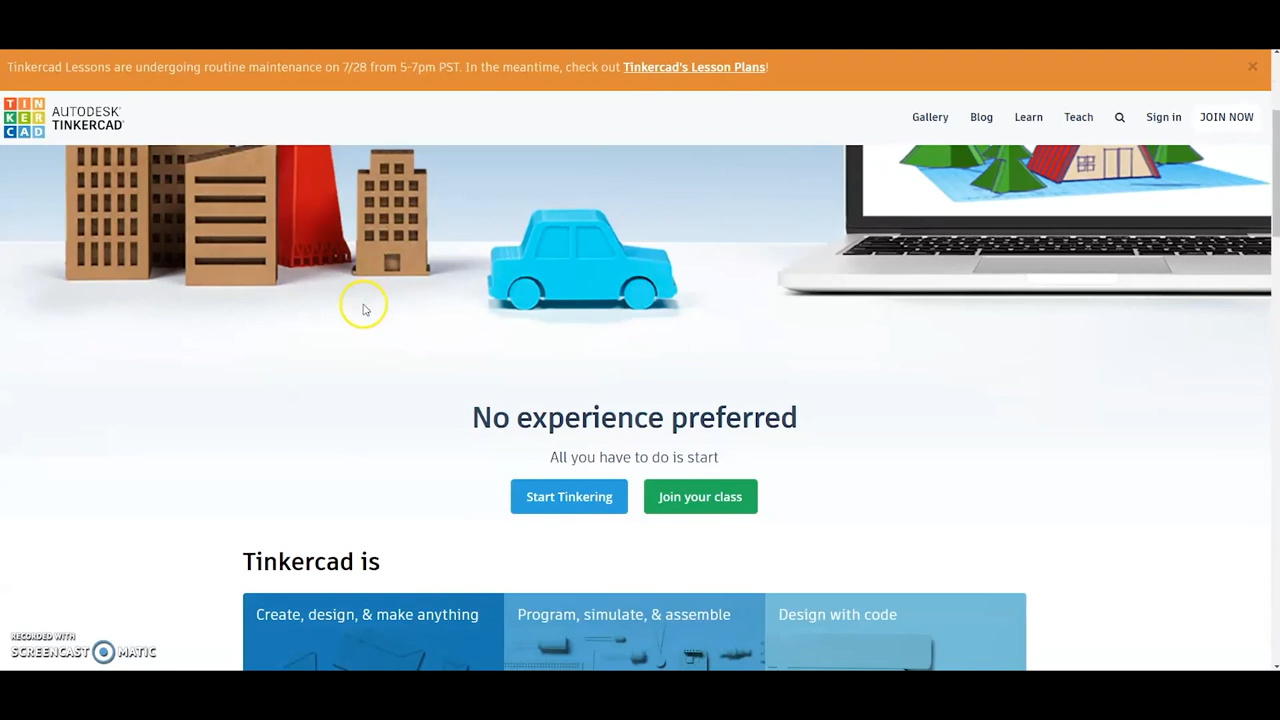 Tinkercad Lessons are undergoing routine maintenance on 7/28 from 5-7pm PST. In the meantime, check out Tinkercad's Lesson Plans!
TIN
KER
CAD
AUTODESK
TINKERCAD
Gallery Blog Learn Teach Sign in JOIN NOW
No experience preferred
All you have to do is start
Start Tinkering Join your class
Tinkercad is
Create, design, & make anything Program, simulate, & assemble Design with code
RECORDED WITH
SCREENCAST MATIC